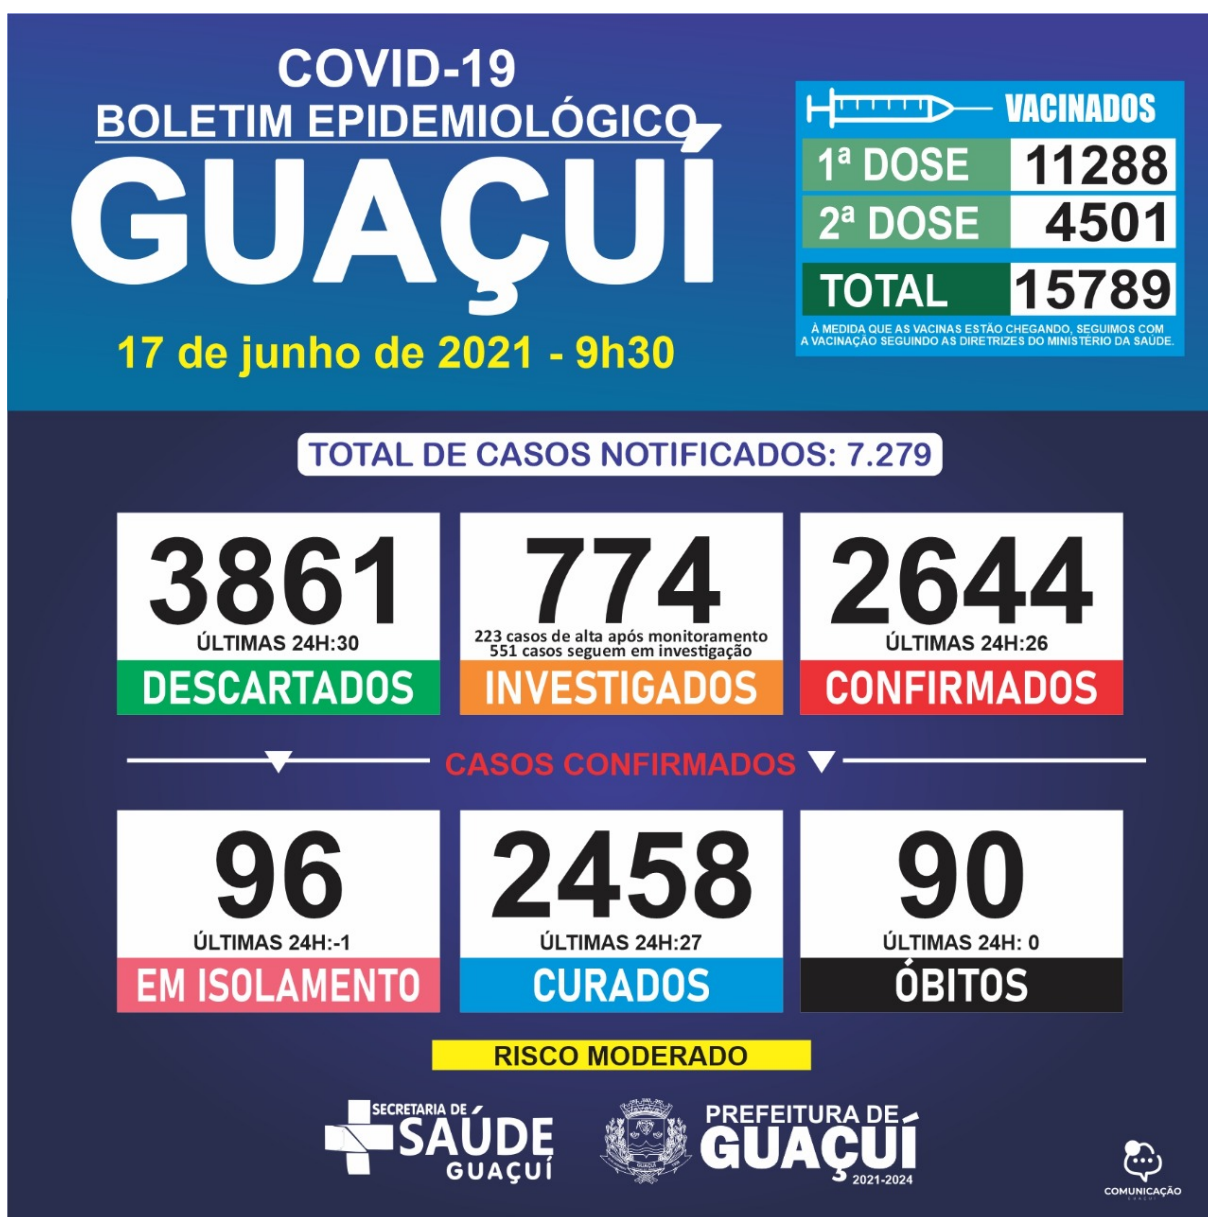 COVID-19
BOLETIM EPIDEMIOLÓGICO
GUAÇUÍ
17 de junho de 2021 - 9h30
VACINADOS
1ª DOSE 11288
2ª DOSE 4501
TOTAL 15789
À MEDIDA QUE AS VACINAS ESTÃO CHEGANDO, SEGUIMOS COM
A VACINAÇÃO SEGUINDO AS DIRETRIZES DO MINISTÉRIO DA SAÚDE.
TOTAL DE CASOS NOTIFICADOS: 7.279
3861
ÚLTIMAS 24H:30
DESCARTADOS
774
223 casos de alta após monitoramento
551 casos seguem em investigação
INVESTIGADOS
2644
ÚLTIMAS 24H:26
CONFIRMADOS
CASOS CONFIRMADOS
96
ÚLTIMAS 24H:-1
EM ISOLAMENTO
2458
ÚLTIMAS 24H:27
CURADOS
90
ÚLTIMAS 24H: 0
ÓBITOS
RISCO MODERADO
SECRETARIA DE
SAÚDE
GUAÇUÍ
PREFEITURA DE
GUAÇUÍ
2021-2024
COMUNICAÇÃO